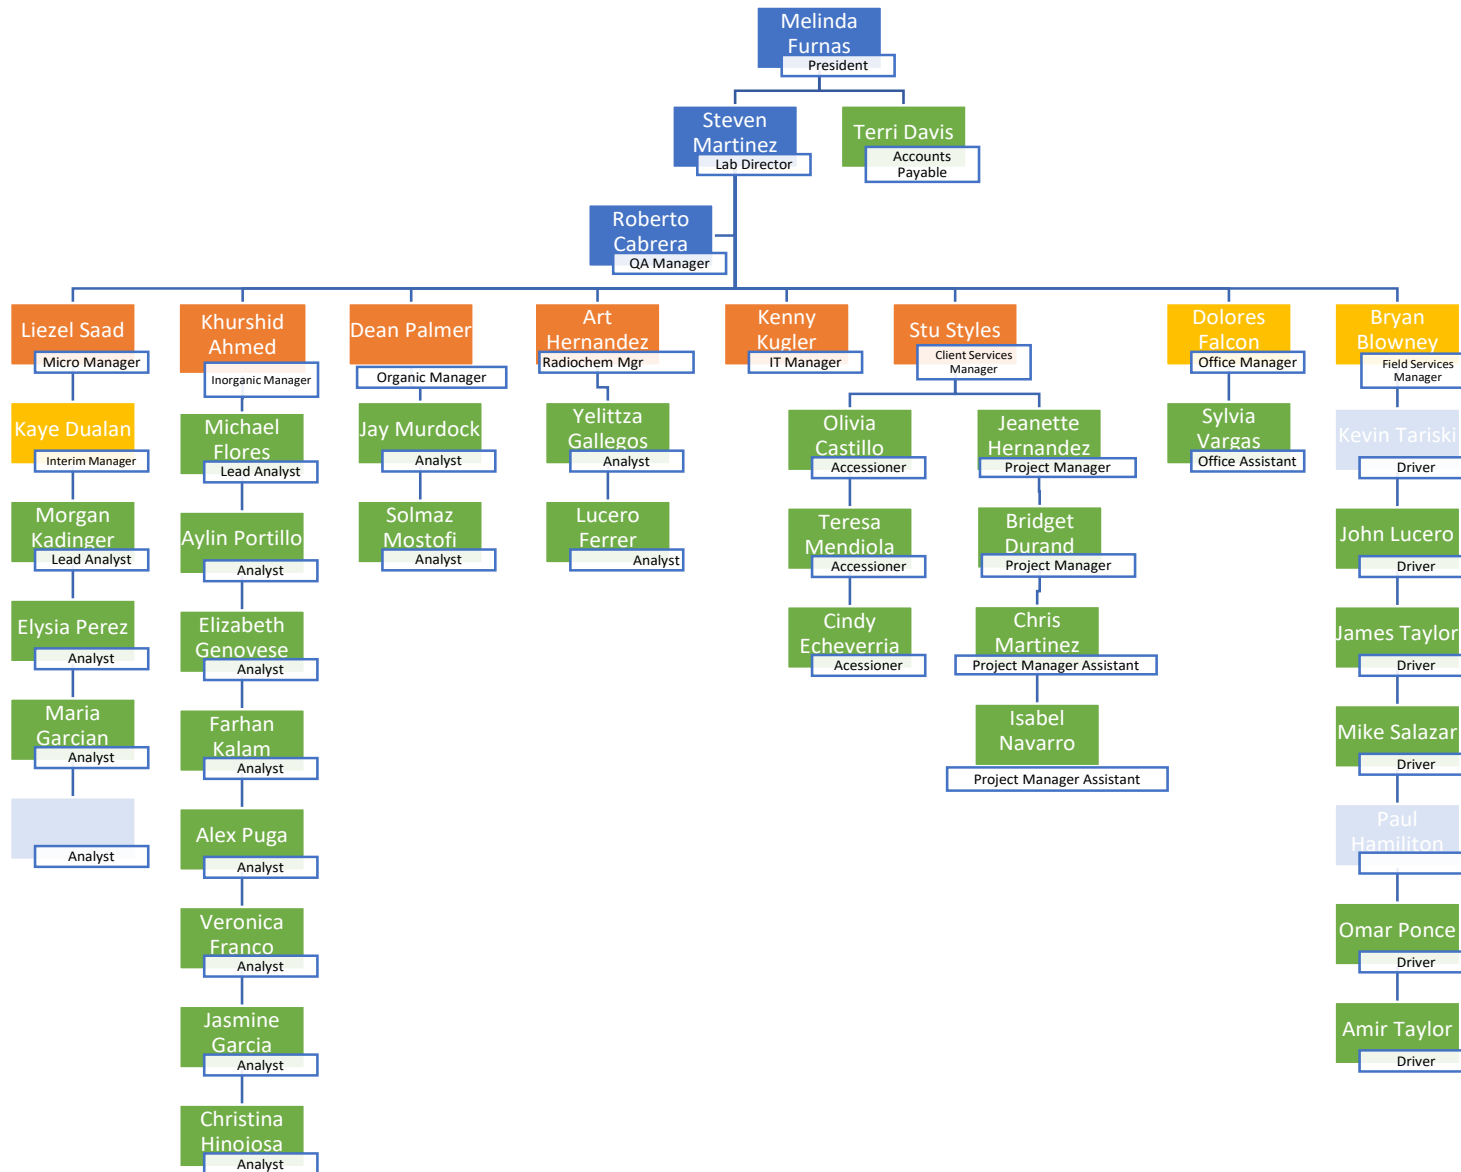 Melinda
Furnas
President
Steven
Martinez
Lab Director
Terri Davis
Accounts
Payable
Roberto
Cabrera
QA Manager
Liezel Saad
Micro Manager
Khurshid
Ahmed
Inorganic Manager
Dean Palmer
Organic Manager
Art
Hernandez
Radiochem Mgr
Kenny
Kugler
IT Manager
Stu Styles
Client Services
Manager
Dolores
Falcon
Office Manager
Bryan
Blowney
Field Services
Manager
Kaye Dualan
Interim Manager
Morgan
Kadinger
Lead Analyst
Elysia Perez
Analyst
Maria
Garcian
Analyst
Analyst
Michael
Flores
Lead Analyst
Aylin Portillo
Analyst
Elizabeth
Genovese
Analyst
Farhan
Kalam
Analyst
Alex Puga
Analyst
Veronica
Franco
Analyst
Jasmine
Garcia
Analyst
Christina
Hinojosa
Analyst
Jay Murdock
Analyst
Solmaz
Mostofi
Analyst
Yelittza
Gallegos
Analyst
Lucero
Ferrer
Analyst
Olivia
Castillo
Accessioner
Teresa
Mendiola
Accessioner
Cindy
Echeverria
Acessioner
Jeanette
Hernandez
Project Manager
Bridget
Durand
Project Manager
Chris
Martinez
Project Manager Assistant
Isabel
Navarro
Project Manager Assistant
Sylvia
Vargas
Office Assistant
Kevin Tariski
Driver
John Lucero
Driver
James Taylor
Driver
Mike Salazar
Driver
Paul
Hamiliton
Omar Ponce
Driver
Amir Taylor
Driver